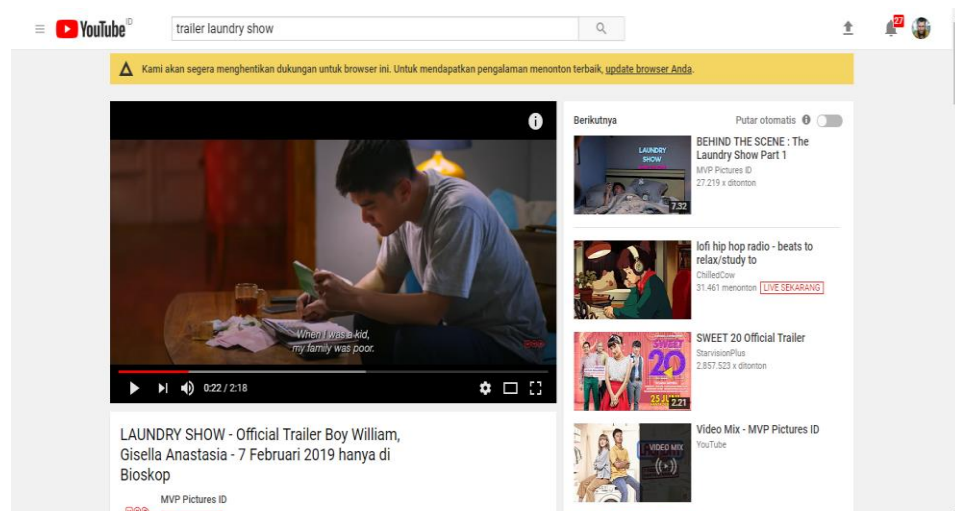 YouTube ID
trailer laundry show
27
Kami akan segera menghentikan dukungan untuk browser ini. Untuk mendapatkan pengalaman menonton terbaik, update browser Anda.
When I was a kid,
my family was poor.
0:22 / 2:18
LAUNDRY SHOW - Official Trailer Boy William,
Gisella Anastasia - 7 Februari 2019 hanya di
Bioskop
MVP Pictures ID
Berikutnya
Putar otomatis
LAUNDRY
SHOW
7.32
BEHIND THE SCENE : The
Laundry Show Part 1
MVP Pictures ID
27.219 x ditonton
lofi hip hop radio - beats to
relax/study to
ChilledCow
31.461 menonton LIVE SEKARANG
SWEET
20
2.21
SWEET 20 Official Trailer
StarvisionPlus
2.857.523 x ditonton
VIDEO MIX
Video Mix - MVP Pictures ID
YouTube